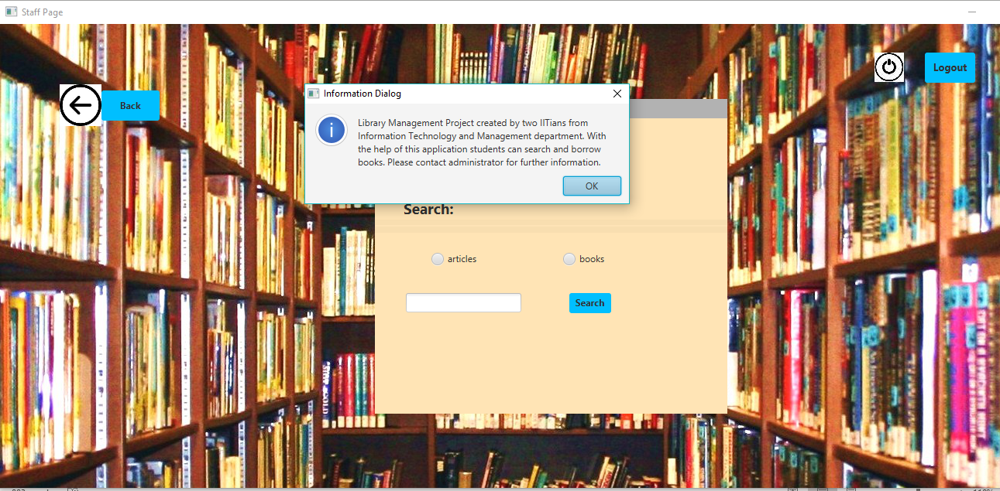 Staff Page
Logout
Back
Information Dialog
Library Management Project created by two IITians from
Information Technology and Management department. With
the help of this application students can search and borrow
books. Please contact administrator for further information.
OK
Search:
articles
books
Search